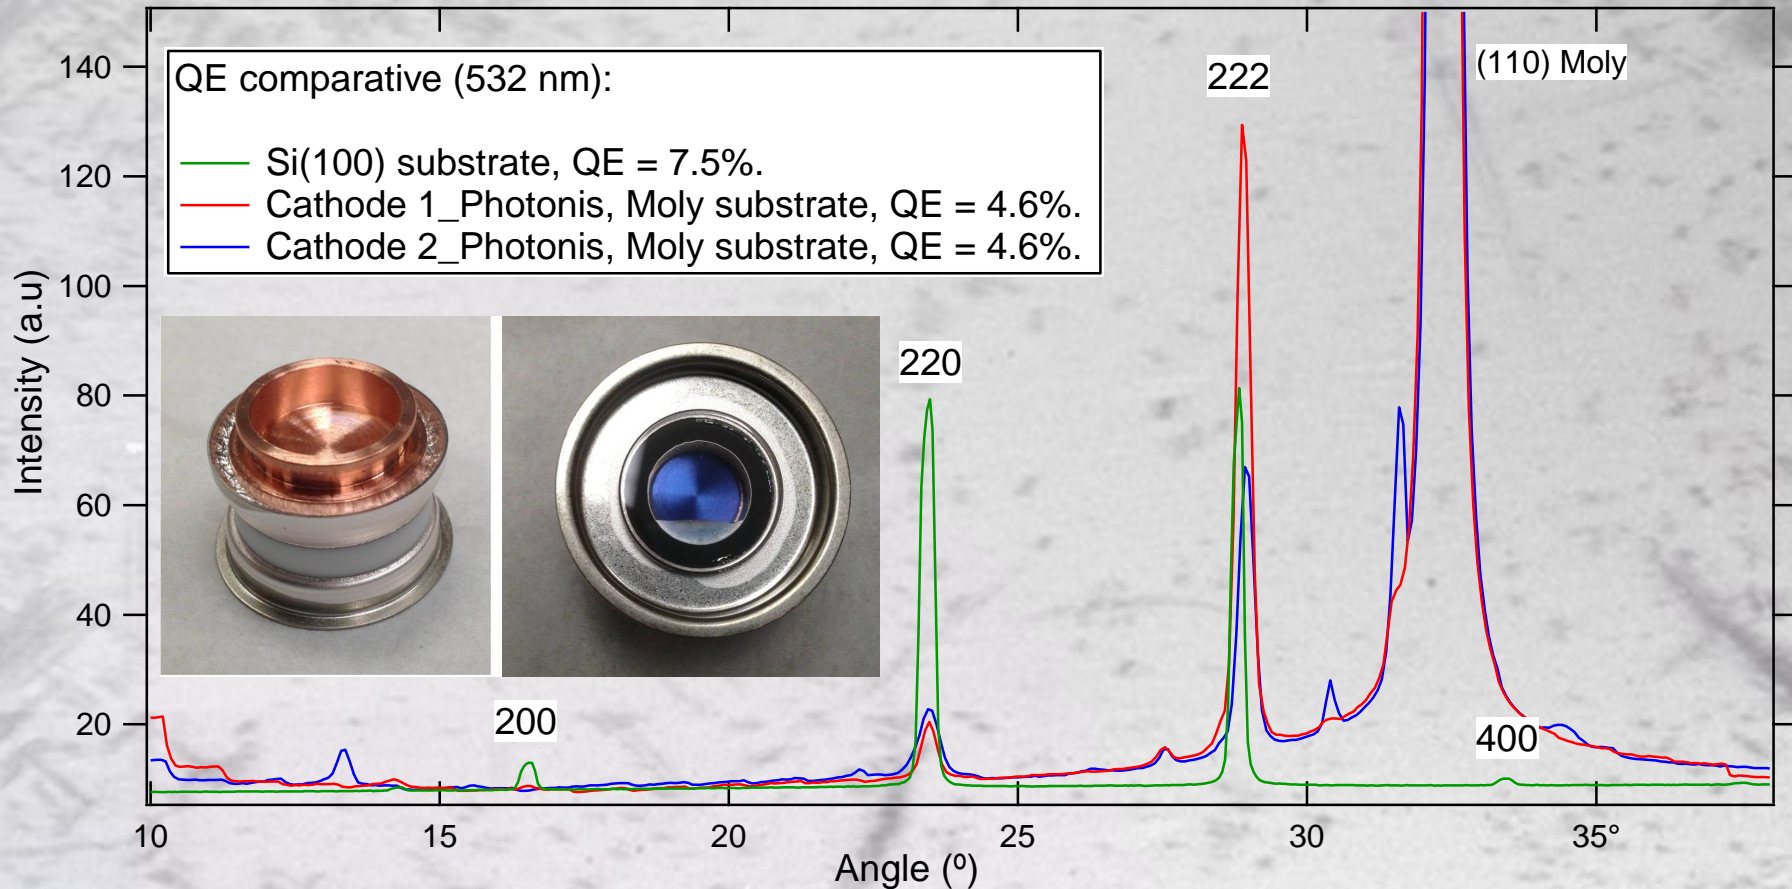 140
120
100
80
60
40
20
Intensity (a.u)
QE comparative (532 nm):
Si(100) substrate, QE = 7.5%.
Cathode 1_Photonis, Moly substrate, QE = 4.6%.
Cathode 2_Photonis, Moly substrate, QE = 4.6%.
200
220
222
(110) Moly
400
10
15
20
25
30
35°
Angle (º)